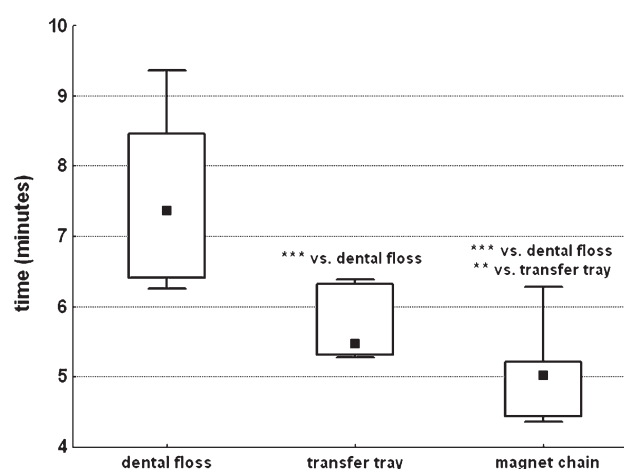 10
9
8
7
6
5
4
time (minutes)
*** vs. dental floss
*** vs. dental floss
** vs. transfer tray
dental floss
transfer tray
magnet chain